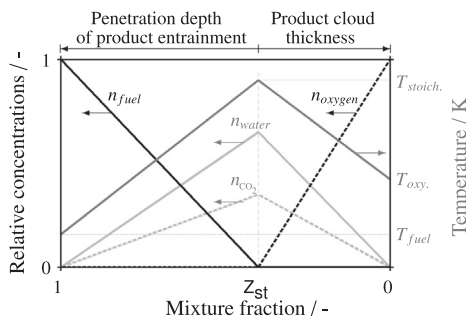 Penetration depth
of product entrainment
Product cloud
thickness
Relative concentrations / -
1
0
n_fuel
n_water
n_CO2
n_oxygen
T_stoich.
T_oxy.
T_fuel
Temperature / K
1
Z_St
0
Mixture fraction / -